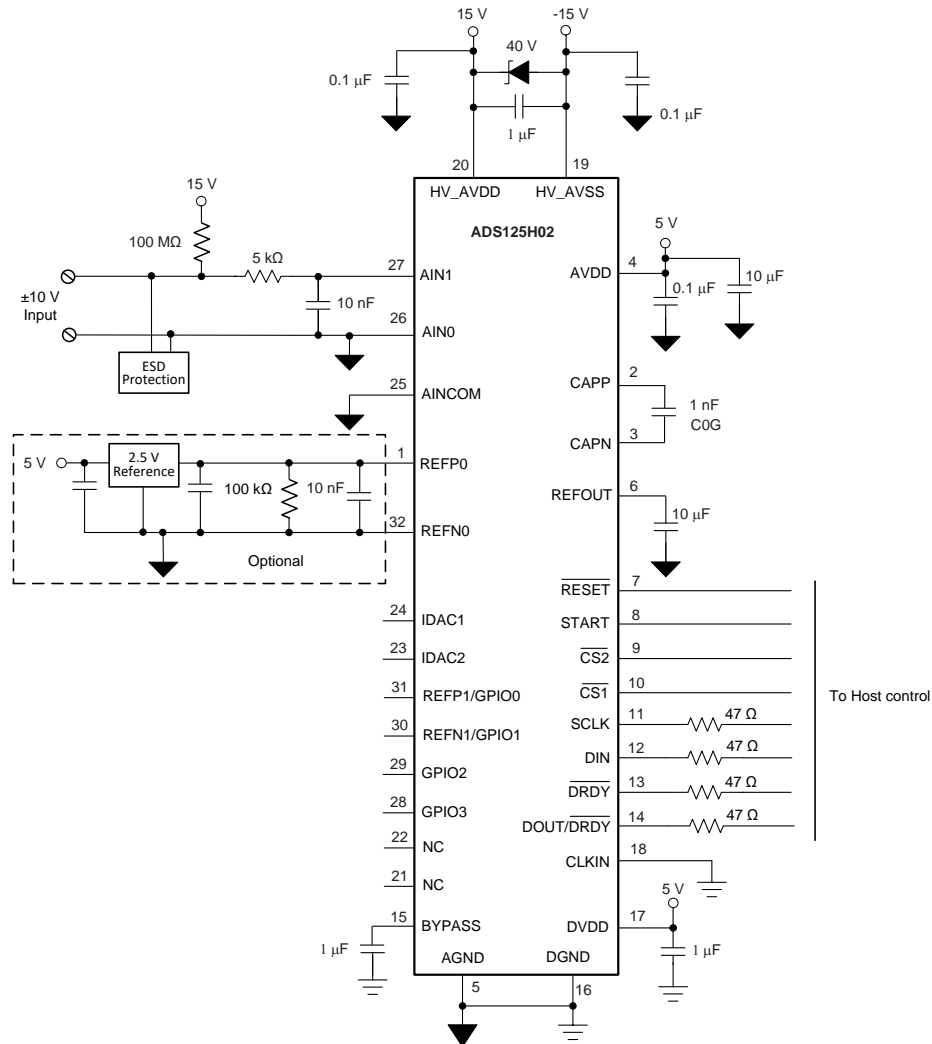 15 V
-15 V
40 V
0.1 μF
0.1 μF
1 μF
20
19
HV_AVDD
HV_AVSS
ADS125H02
15 V
100 MΩ
5 kΩ
27
AIN1
±10 V
Input
10 nF
26
AIN0
ESD
Protection
25
AINCOM
5 V
2.5 V
Reference
1
REFP0
100 kΩ
10 nF
32
REFN0
Optional
24
IDAC1
23
IDAC2
31
REFP1/GPIO0
30
REFN1/GPIO1
29
GPIO2
28
GPIO3
22
NC
21
NC
15
BYPASS
1 μF
AGND
DGND
5
16
5 V
AVDD
4
0.1 μF
10 μF
CAPP
2
1 nF
C0G
CAPN
3
REFOUT
6
10 μF
RESET
7
START
8
CS2
9
CS1
10
SCLK
11
47 Ω
DIN
12
47 Ω
DRDY
13
47 Ω
DOUT/DRDY
14
47 Ω
To Host control
CLKIN
18
5 V
DVDD
17
1 μF